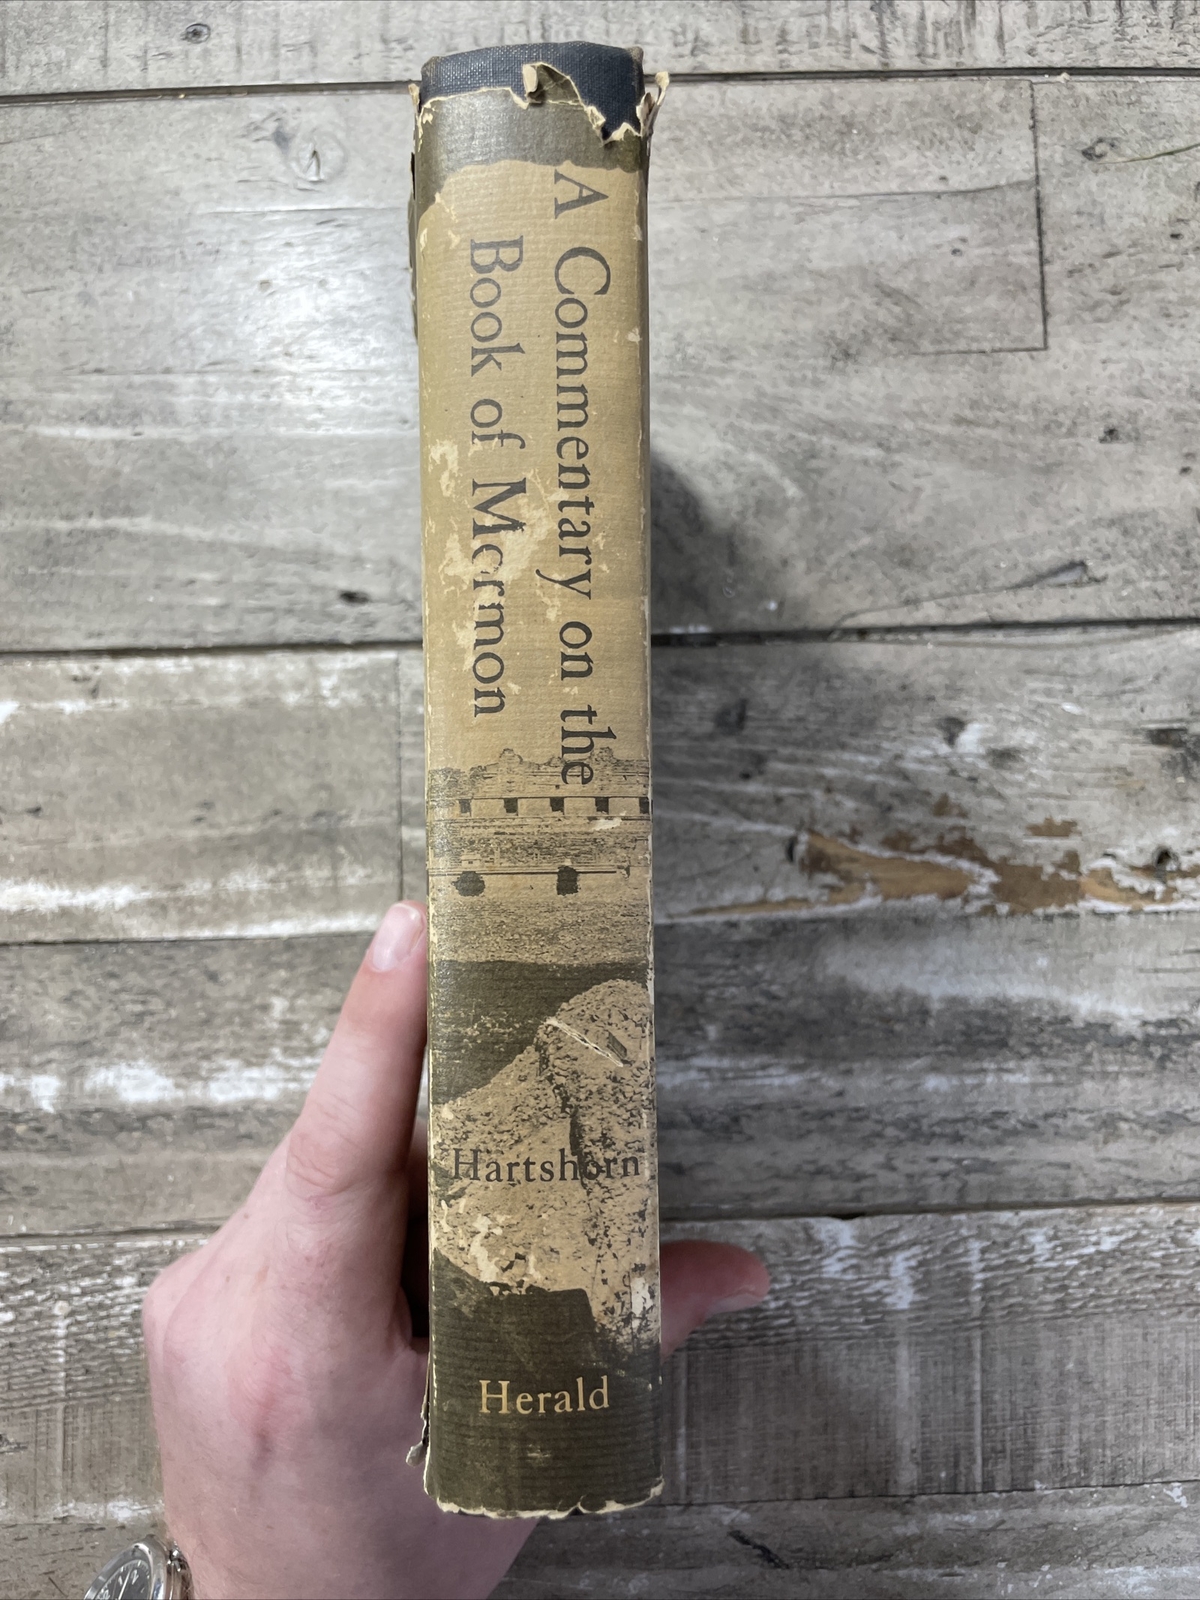 A Commentary on the
Book of Mormon
Hartshorn
Herald